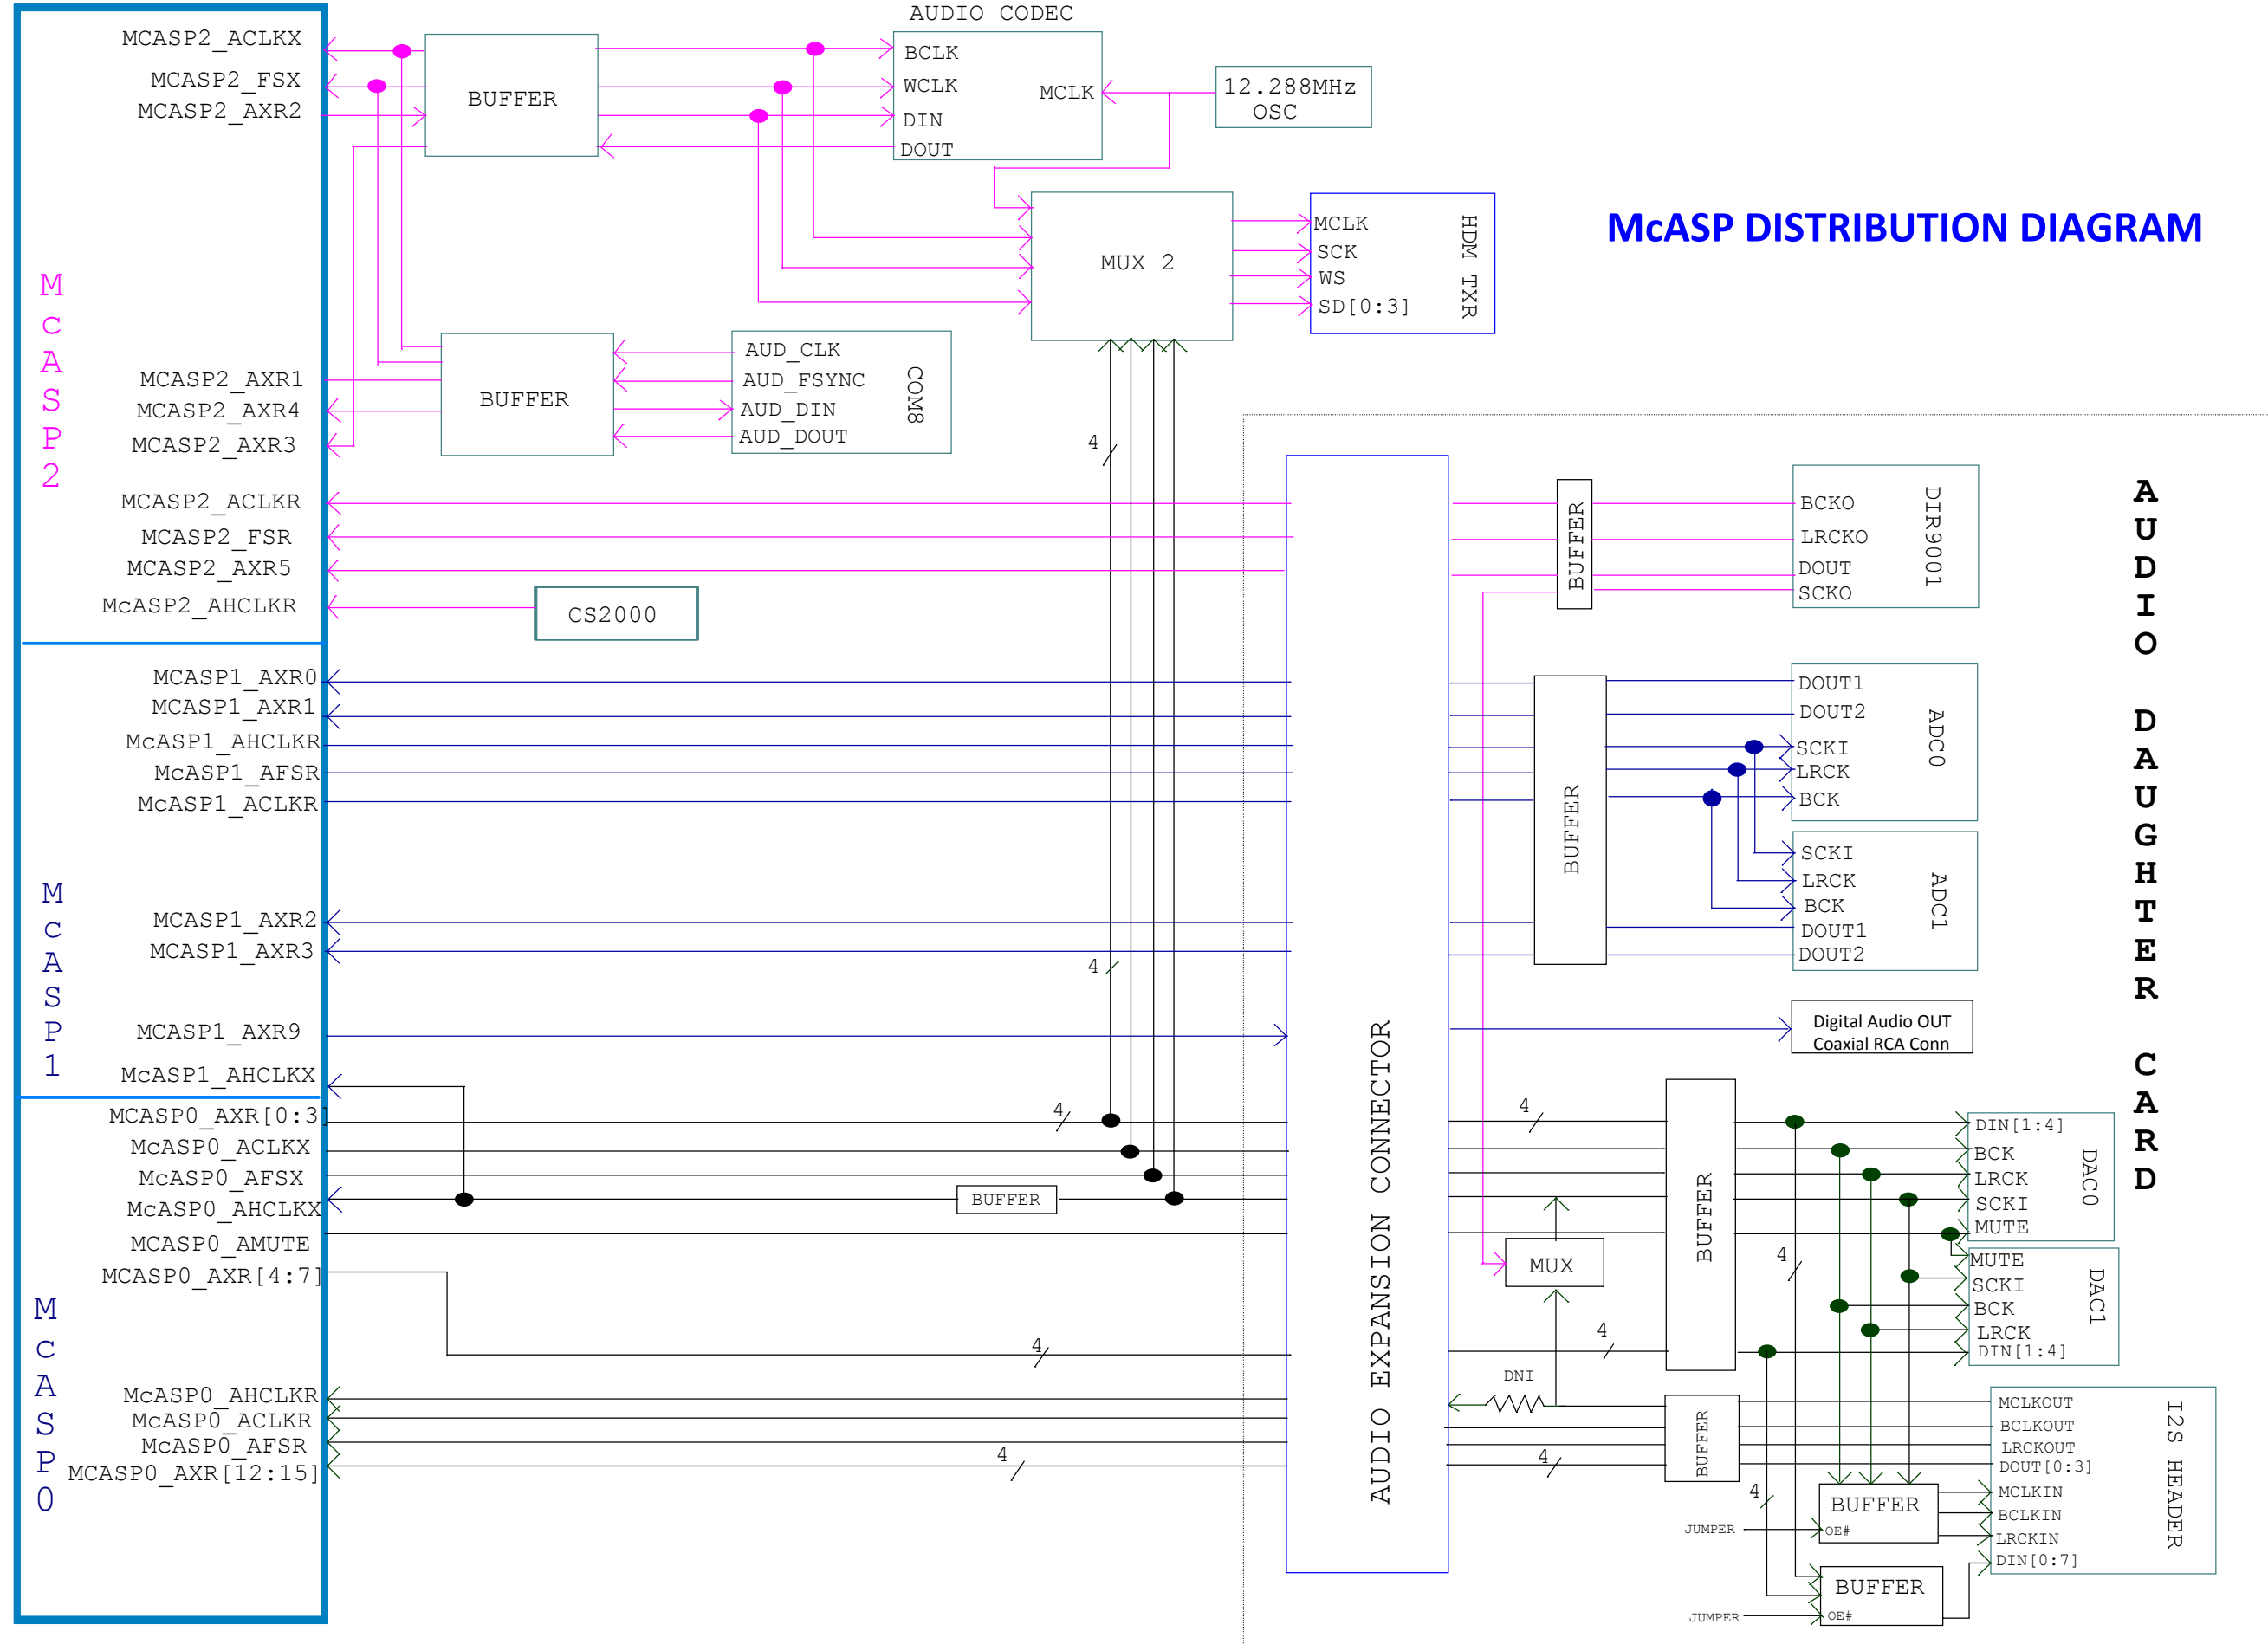 McASP DISTRIBUTION DIAGRAM
McASP2
MCASP2_ACLKX
MCASP2_FSX
MCASP2_AXR2
MCASP2_AXR1
MCASP2_AXR4
MCASP2_AXR3
MCASP2_ACLKR
MCASP2_FSR
MCASP2_AXR5
McASP2_AHCLKR
McASP1
MCASP1_AXR0
MCASP1_AXR1
McASP1_AHCLKR
McASP1_AFSR
McASP1_ACLKR
MCASP1_AXR2
MCASP1_AXR3
MCASP1_AXR9
McASP1_AHCLKX
McASP0
MCASP0_AXR[0:3]
McASP0_ACLKX
McASP0_AFSX
McASP0_AHCLKX
MCASP0_AMUTE
MCASP0_AXR[4:7]
McASP0_AHCLKR
McASP0_ACLKR
McASP0_AFSR
MCASP0_AXR[12:15]
BUFFER
AUDIO CODEC
BCLK
WCLK
DIN
DOUT
MCLK
12.288MHz
OSC
MUX 2
MCLK
SCK
WS
SD[0:3]
HDM TXR
BUFFER
AUD_CLK
AUD_FSYNC
AUD_DIN
AUD_DOUT
COM8
CS2000
4
4
4
BUFFER
4
4
AUDIO EXPANSION CONNECTOR
AUDIO DAUGHTER CARD
BUFFER
BCKO
LRCKO
DOUT
SCKO
DIR9001
BUFFER
DOUT1
DOUT2
SCKI
LRCK
BCK
ADC0
SCKI
LRCK
BCK
DOUT1
DOUT2
ADC1
Digital Audio OUT
Coaxial RCA Conn
4
BUFFER
MUX
4
DNI
DIN[1:4]
BCK
LRCK
SCKI
MUTE
DAC0
4
MUTE
SCKI
BCK
LRCK
DIN[1:4]
DAC1
BUFFER
4
4
MCLKOUT
BCLKOUT
LRCKOUT
DOUT[0:3]
MCLKIN
BCLKIN
LRCKIN
DIN[0:7]
I2S HEADER
BUFFER
OE#
JUMPER
BUFFER
OE#
JUMPER